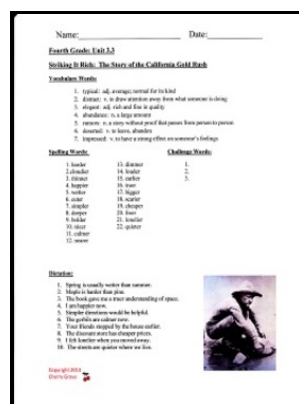 Name:                Date:
Fourth Grade: Unit 3.3
Striking It Rich: The Story of the California Gold Rush
Vocabulary Words:
1. typical: adj. average; normal for its kind
2. distract: v. to draw attention away from what someone is doing
3. elegant: adj. rich and fine in quality
4. abundance: n. a large amount
5. rumors: n. a story without proof that passes from person to person
6. deserted: v. to leave, abandon
7. impressed: v. to have a strong effect on someone's feelings
Spelling Words: Challenge Words:
1. harder 13. dimmer 1.
2. cloudier 14. louder 2.
3. thinner 15. earlier 3.
4. happier 16. truer
5. wetter 17. bigger
6. cuter 18. scarier
7. simpler 19. cheaper
8. deeper 20. finer
9. bolder 21. lonelier
10. nicer 22. quieter
11. calmer
12. nearer
Dictation:
1. Spring is usually wetter than summer.
2. Maple is harder than pine.
3. The book gave me a truer understanding of space.
4. I am happier now.
5. Simpler directions would be helpful.
6. The gerbils are calmer now.
7. Your friends stopped by the house earlier.
8. The discount store has cheaper prices.
9. I felt lonelier when you moved away.
10. The streets are quieter where we live.
Copyright 2013
Cherry Grove